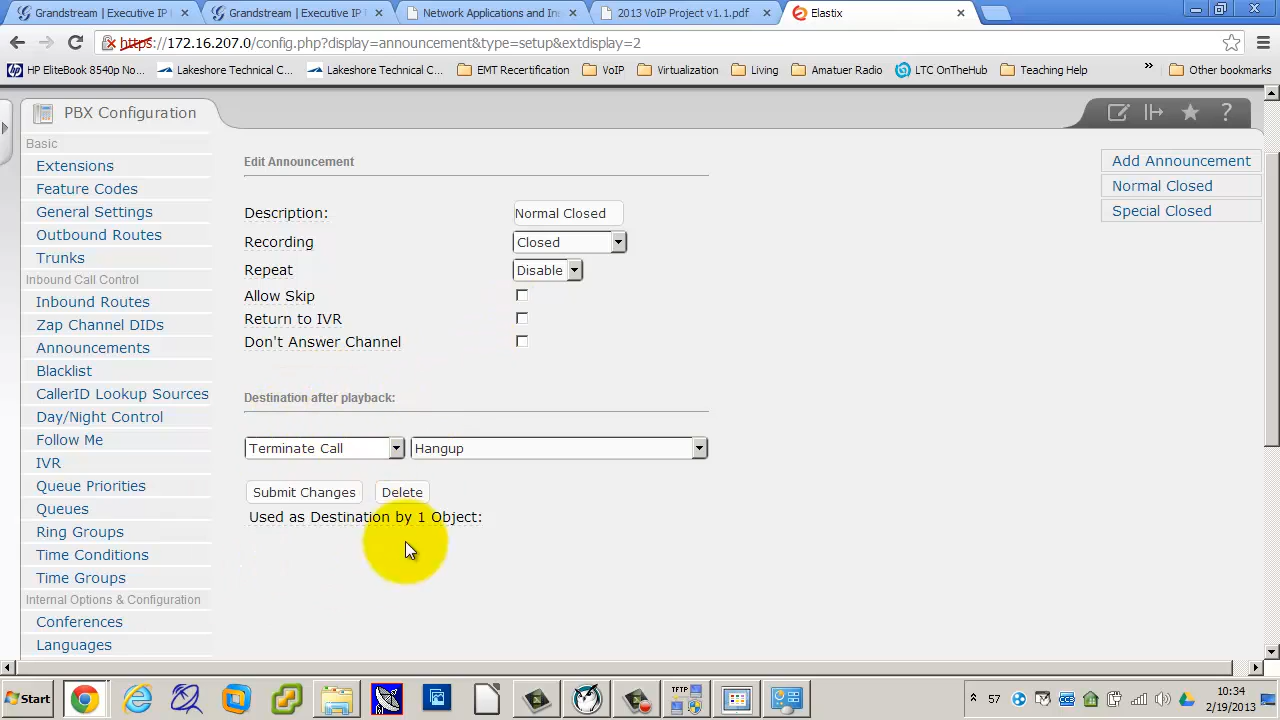 Grandstream | Executive IP
Grandstream | Executive IP
Network Applications and In
2013 VoIP Project v1.1.pdf
Elastix
https://172.16.207.0/config.php?display=announcement&type=setup&extdisplay=2
HP EliteBook 8540p No...
Lakeshore Technical C...
Lakeshore Technical C...
EMT Recertification
VoIP
Virtualization
Living
Amatuer Radio
LTC OnTheHub
Teaching Help
»
Other bookmarks
PBX Configuration
?
Basic
Extensions
Feature Codes
General Settings
Outbound Routes
Trunks
Inbound Call Control
Inbound Routes
Zap Channel DIDs
Announcements
Blacklist
CallerID Lookup Sources
Day/Night Control
Follow Me
IVR
Queue Priorities
Queues
Ring Groups
Time Conditions
Time Groups
Internal Options & Configuration
Conferences
Languages
Edit Announcement
Description: Normal Closed
Recording Closed
Repeat Disable
Allow Skip
Return to IVR
Don't Answer Channel
Destination after playback:
Terminate Call Hangup
Submit Changes Delete
Used as Destination by 1 Object:
Add Announcement
Normal Closed
Special Closed
Start
TFTP
57
10:34
2/19/2013